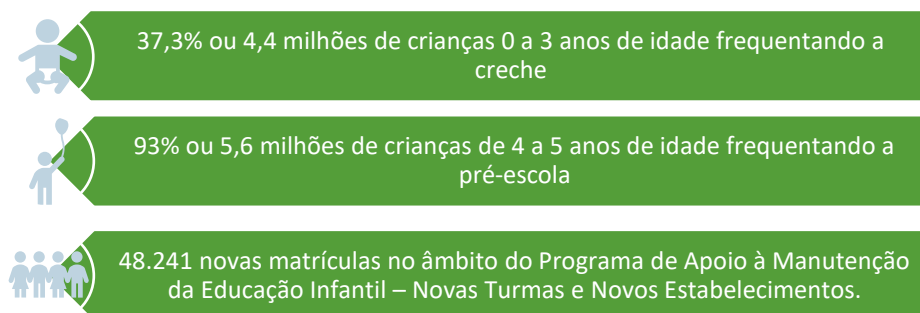 37,3% ou 4,4 milhões de crianças 0 a 3 anos de idade frequentando a
creche
93% ou 5,6 milhões de crianças de 4 a 5 anos de idade frequentando a
pré-escola
48.241 novas matrículas no âmbito do Programa de Apoio à Manutenção
da Educação Infantil – Novas Turmas e Novos Estabelecimentos.